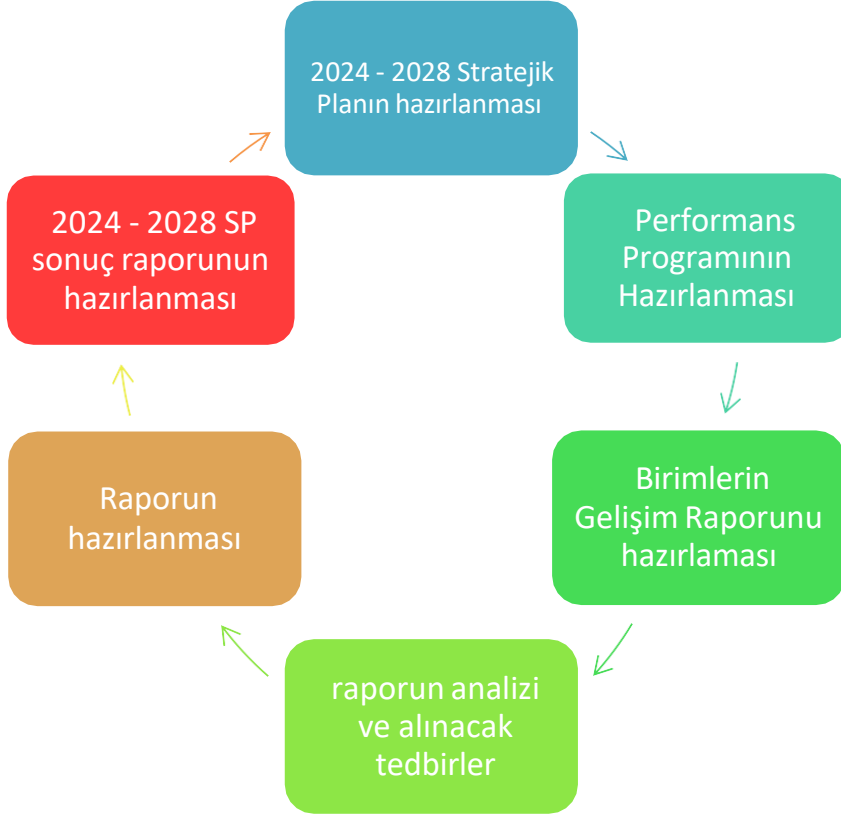 2024 - 2028 Stratejik
Planın hazırlanması
Performans
Programının
Hazırlanması
Birimlerin
Gelişim Raporunu
hazırlaması
raporun analizi
ve alınacak
tedbirler
Raporun
hazırlanması
2024 - 2028 SP
sonuç raporunun
hazırlanması